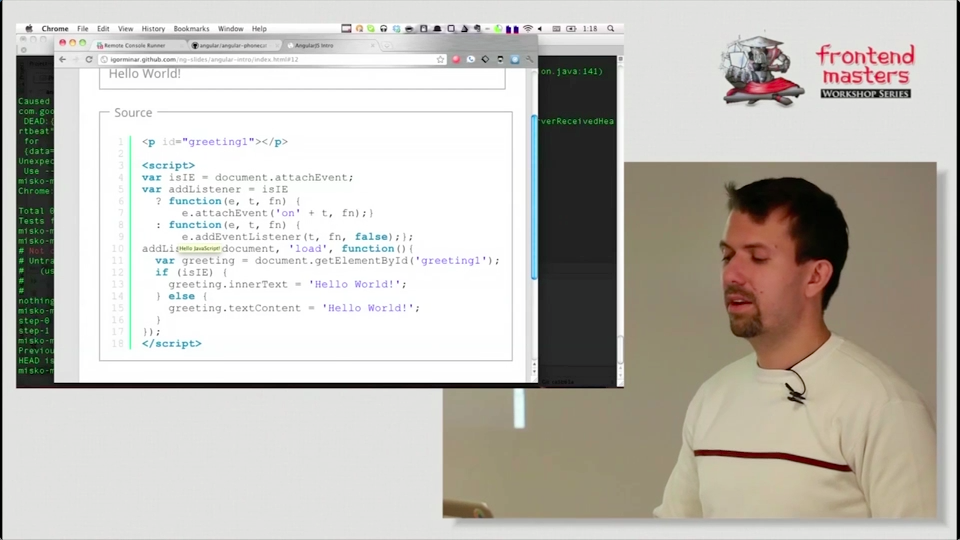 Chrome File Edit View History Bookmarks Window Help
1:18
Remote Console Runner
angular/angular-phonecat
AngularJS Intro
igorminar.github.com/ng-slides/angular-intro/index.html#12
Hello World!
Source
1 <p id="greeting1"></p>
2
3 <script>
4 var isIE = document.attachEvent;
5 var addListener = isIE
6 ? function(e, t, fn) {
7 e.attachEvent('on' + t, fn);}
8 : function(e, t, fn) {
9 e.addEventListener(t, fn, false);};
10 addLi document, 'load', function(){
Hello JavaScript!
11 var greeting = document.getElementById('greeting1');
12 if (isIE) {
13 greeting.innerText = 'Hello World!';
14 } else {
15 greeting.textContent = 'Hello World!';
16 }
17 });
18 </script>
on.java:141)
verReceivedHea
Caused
com.goo
DEAD:(
rtbeat"
for
(data=
Unexpec
Use --
misko-m
Chrome:
Total 0
Tests
misko-m
# Not
# Untra
# (us
#
nothing
misko-m
step-0
step-1
misko-m
Previou
HEAD is
misko-m
frontend
masters
WORKSHOP SERIES